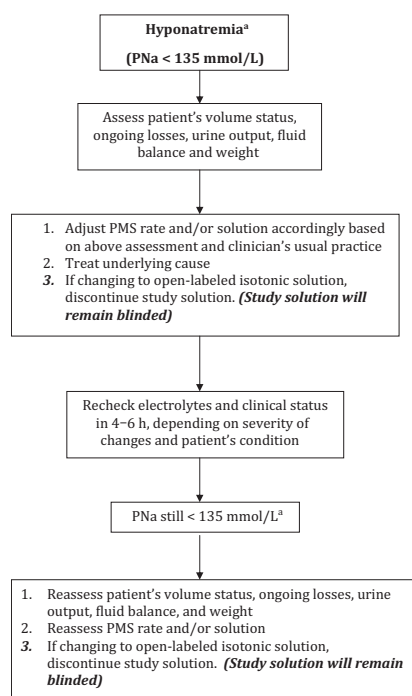 Hyponatremiaᵃ
(PNa < 135 mmol/L)
Assess patient's volume status,
ongoing losses, urine output, fluid
balance and weight
1. Adjust PMS rate and/or solution accordingly based
on above assessment and clinician's usual practice
2. Treat underlying cause
3. If changing to open-labeled isotonic solution,
discontinue study solution. (Study solution will
remain blinded)
Recheck electrolytes and clinical status
in 4–6 h, depending on severity of
changes and patient's condition
PNa still < 135 mmol/Lᵃ
1. Reassess patient's volume status, ongoing losses, urine
output, fluid balance, and weight
2. Reassess PMS rate and/or solution
3. If changing to open-labeled isotonic solution,
discontinue study solution. (Study solution will remain
blinded)